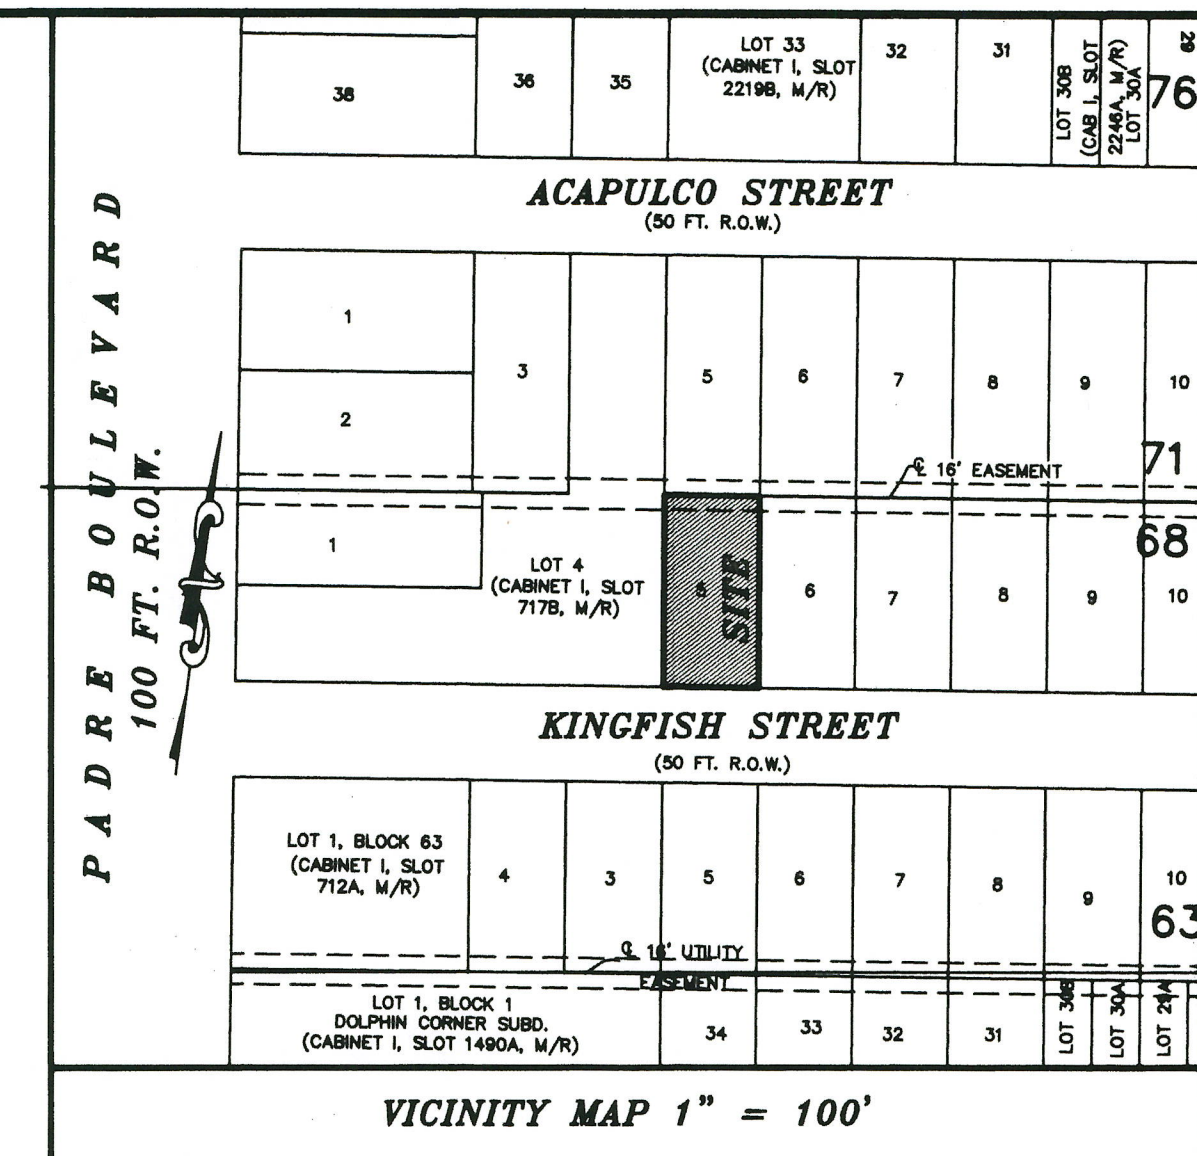 38
36
35
LOT 33
(CABINET I, SLOT
2219B, M/R)
32
31
LOT 30B
(CAB I, SLOT
2246A, M/R)
LOT 30A
29
76
ACAPULCO STREET
(50 FT. R.O.W.)
PADRE BOULEVARD
100 FT. R.O.W.
1
2
3
5
6
7
8
9
10
℄ 16' EASEMENT
71
68
1
LOT 4
(CABINET I, SLOT
717B, M/R)
SITE
6
7
8
9
10
KINGFISH STREET
(50 FT. R.O.W.)
LOT 1, BLOCK 63
(CABINET I, SLOT
712A, M/R)
4
3
5
6
7
8
9
10
63
℄ 16' UTILITY
EASEMENT
LOT 1, BLOCK 1
DOLPHIN CORNER SUBD.
(CABINET I, SLOT 1490A, M/R)
34
33
32
31
LOT 30B
LOT 30A
LOT 29A
VICINITY MAP 1" = 100'